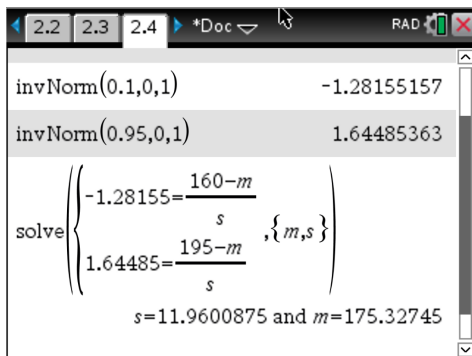 2.2 2.3 2.4 *Doc RAD
invNorm(0.1,0,1) -1.28155157
invNorm(0.95,0,1) 1.64485363
solve({-1.28155=(160-m)/s
1.64485=(195-m)/s ,{m,s})
s=11.9600875 and m=175.32745